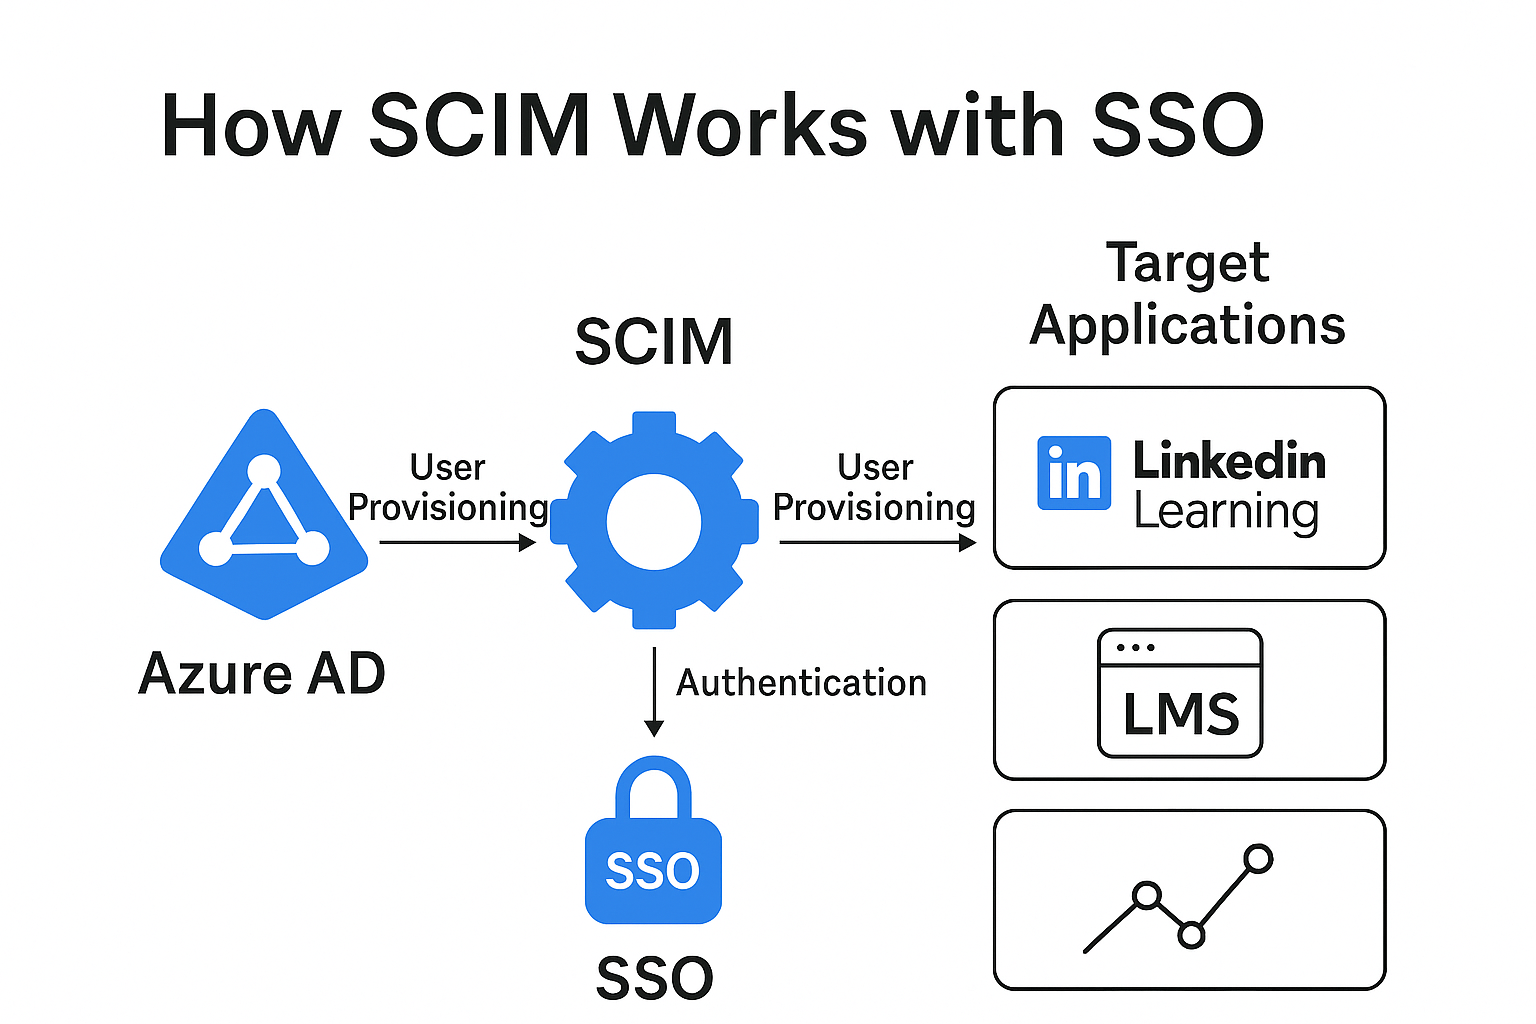 How SCIM Works with SSO
Target
Applications
SCIM
User
Provisioning
User
Provisioning
in Linkedin
Learning
Azure AD
Authentication
LMS
SSO
SSO